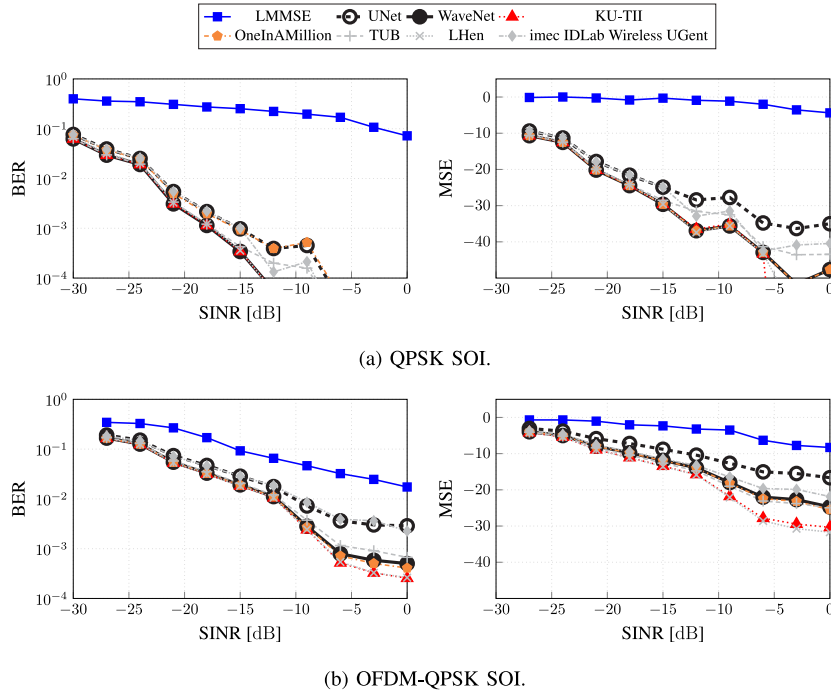 LMMSE UNet WaveNet KU-TII
OneInAMillion TUB LHen imec IDLab Wireless UGent
10^0
10^-1
10^-2
10^-3
10^-4
BER
−30 −25 −20 −15 −10 −5 0
SINR [dB]
0
−10
−20
−30
−40
MSE
−30 −25 −20 −15 −10 −5 0
SINR [dB]
(a) QPSK SOI.
10^0
10^-1
10^-2
10^-3
10^-4
BER
−30 −25 −20 −15 −10 −5 0
SINR [dB]
0
−10
−20
−30
−40
MSE
−30 −25 −20 −15 −10 −5 0
SINR [dB]
(b) OFDM-QPSK SOI.